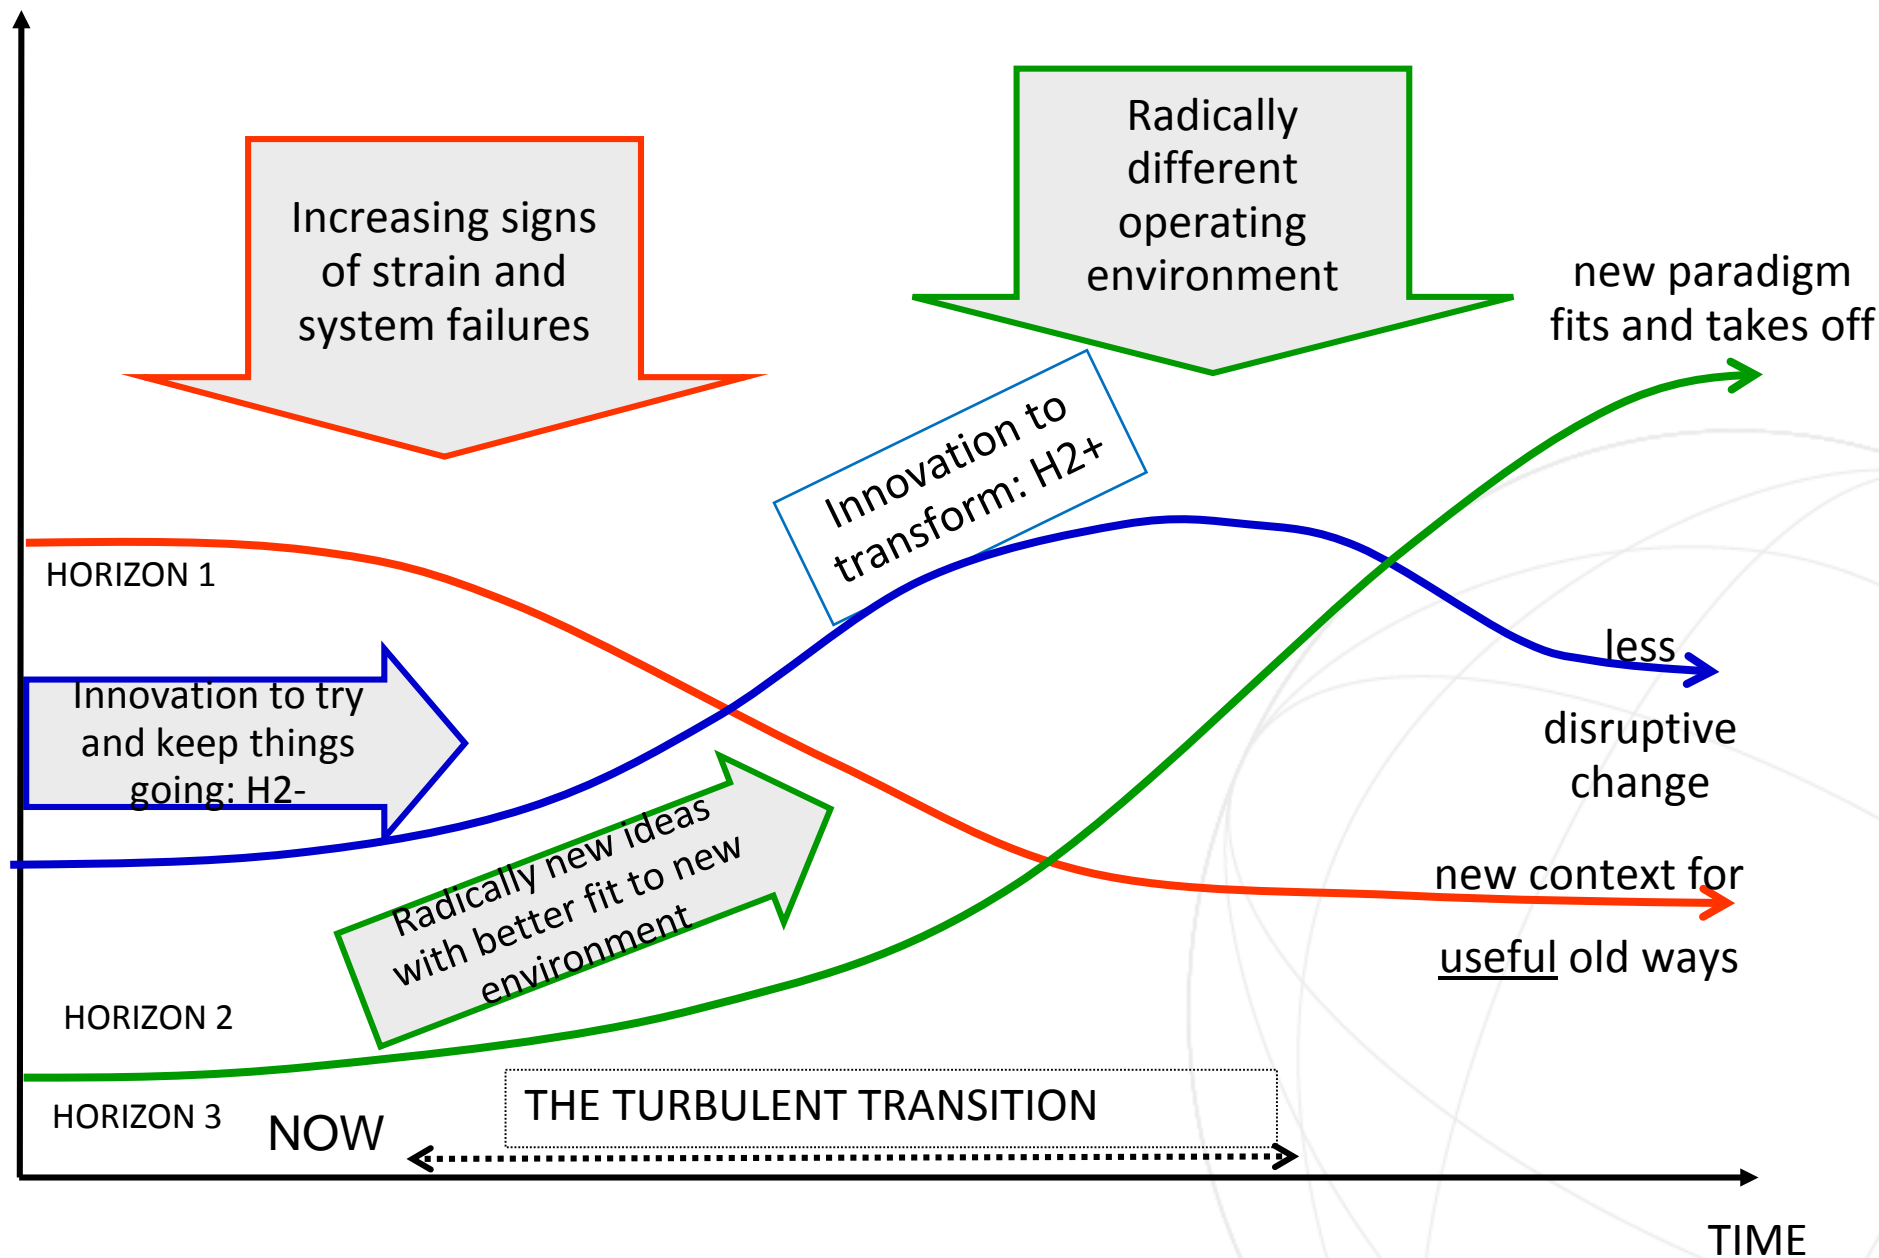 Radically
different
operating
environment
Increasing signs
of strain and
system failures
new paradigm
fits and takes off
Innovation to
transform: H2+
HORIZON 1
Innovation to try
and keep things
going: H2-
less
disruptive
change
Radically new ideas
with better fit to new
environment
new context for
useful old ways
HORIZON 2
HORIZON 3
NOW
THE TURBULENT TRANSITION
TIME